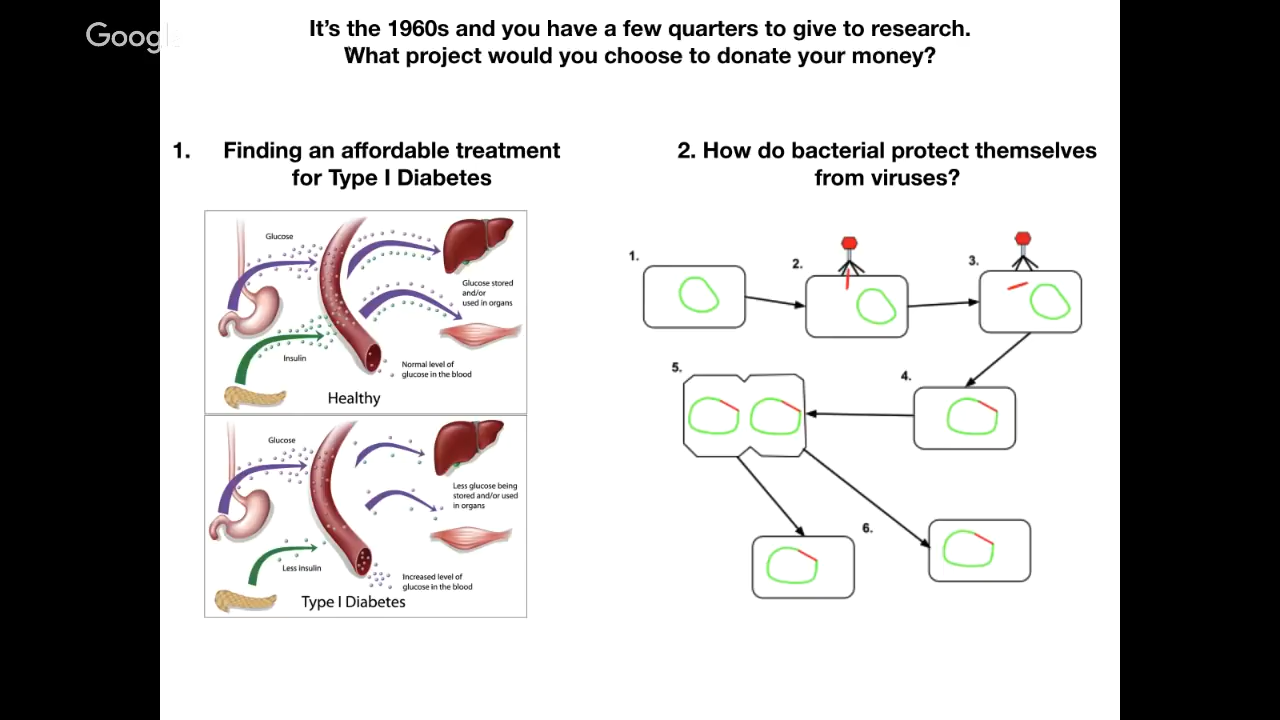 Google
It's the 1960s and you have a few quarters to give to research.
What project would you choose to donate your money?
1. Finding an affordable treatment
for Type I Diabetes
Glucose
Glucose stored
and/or
used in organs
Insulin
Normal level of
glucose in the blood
Healthy
Glucose
Less glucose being
stored and/or used
in organs
Less insulin
Increased level of
glucose in the blood
Type I Diabetes
2. How do bacterial protect themselves
from viruses?
1.
2.
3.
4.
5.
6.